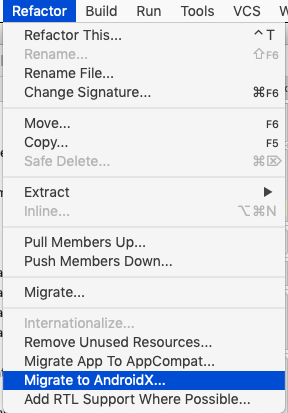 Refactor Build Run Tools VCS W
Refactor This... ⌃T
Rename... ⇧F6
Rename File...
Change Signature... ⌘F6
Move... F6
Copy... F5
Safe Delete... ⌘⌦
Extract ▶
Inline... ⌥⌘N
Pull Members Up...
Push Members Down...
Migrate...
Internationalize...
Remove Unused Resources...
Migrate App To AppCompat...
Migrate to AndroidX...
Add RTL Support Where Possible...